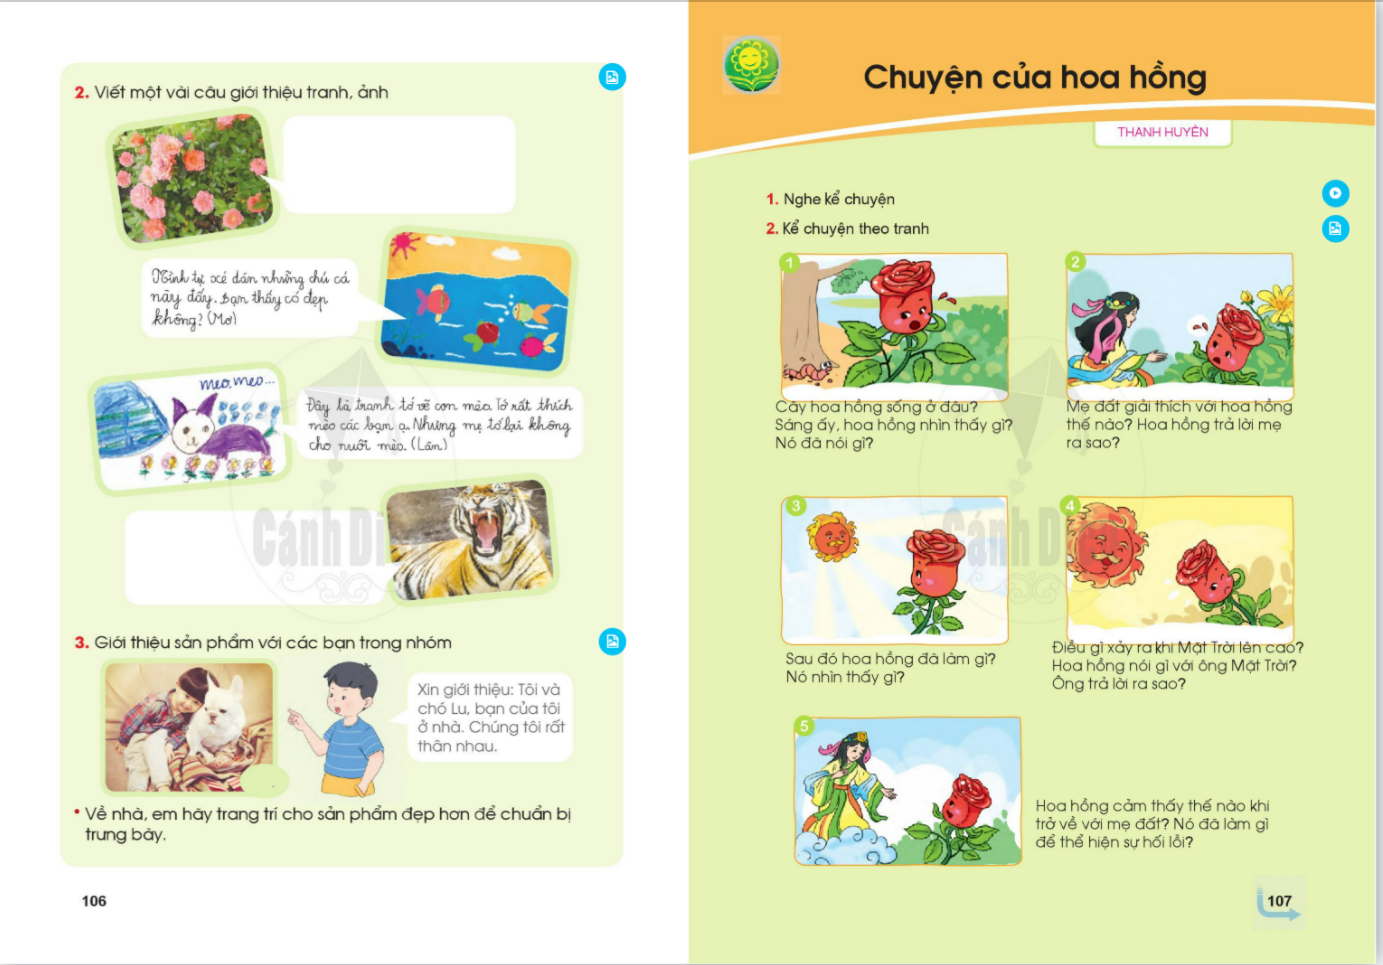 2. Viết một vài câu giới thiệu tranh, ảnh
Mình tự xé dán những chú cá
này đấy. Bạn thấy có đẹp
không? (Mơ)
meo, meo...
Đây là tranh tớ vẽ con mèo. Tớ rất thích
mèo các bạn ạ. Nhưng mẹ tớ lại không
cho nuôi mèo. (Lân)
Cánh Di
3. Giới thiệu sản phẩm với các bạn trong nhóm
Xin giới thiệu: Tôi và
chó Lu, bạn của tôi
ở nhà. Chúng tôi rất
thân nhau.
• Về nhà, em hãy trang trí cho sản phẩm đẹp hơn để chuẩn bị
trưng bày.
106
Chuyện của hoa hồng
THANH HUYỀN
1. Nghe kể chuyện
2. Kể chuyện theo tranh
1
Cây hoa hồng sống ở đâu?
Sáng ấy, hoa hồng nhìn thấy gì?
Nó đã nói gì?
2
Mẹ đất giải thích với hoa hồng
thế nào? Hoa hồng trả lời mẹ
ra sao?
3
Sau đó hoa hồng đã làm gì?
Nó nhìn thấy gì?
4
Điều gì xảy ra khi Mặt Trời lên cao?
Hoa hồng nói gì với ông Mặt Trời?
Ông trả lời ra sao?
Cánh D
5
Hoa hồng cảm thấy thế nào khi
trở về với mẹ đất? Nó đã làm gì
để thể hiện sự hối lỗi?
107